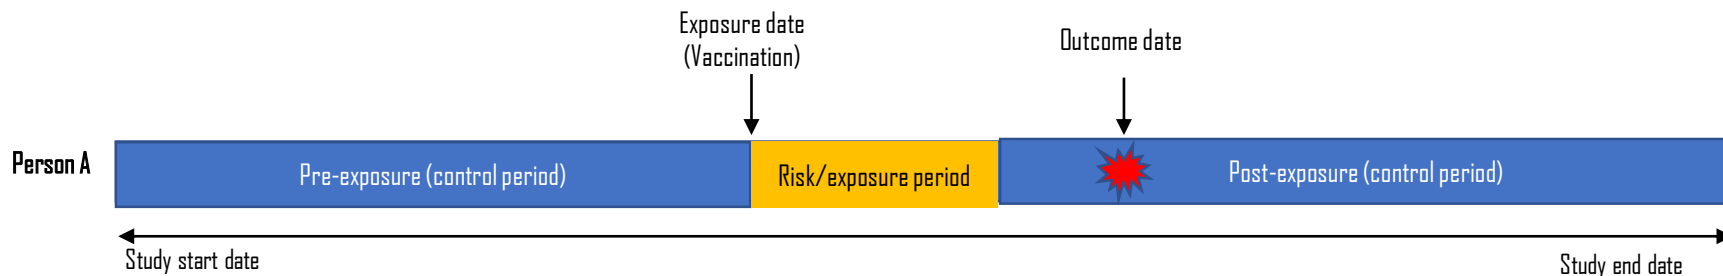 Exposure date
(Vaccination)
Outcome date
Person A
Pre-exposure (control period)
Risk/exposure period
Post-exposure (control period)
Study start date
Study end date